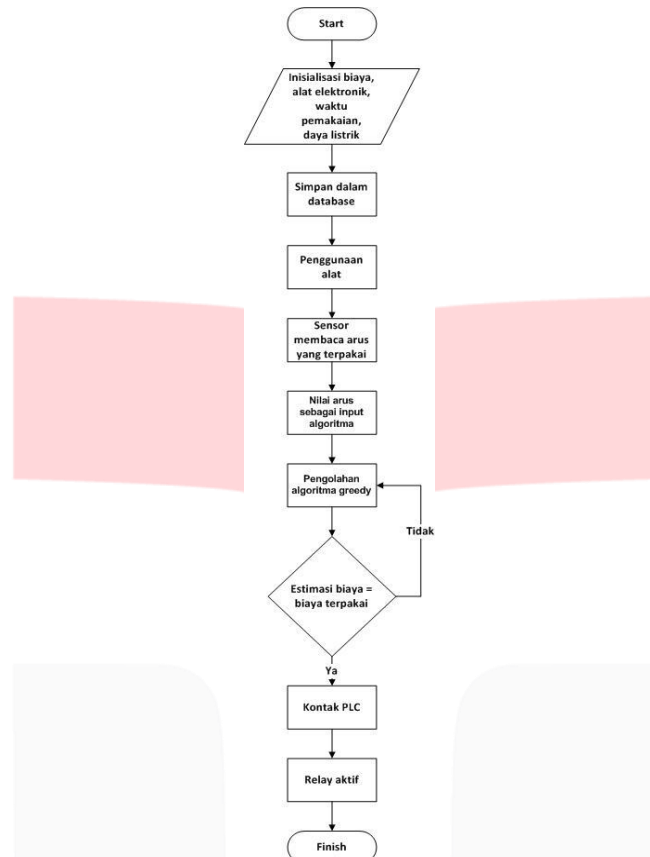 Start
Inisialisasi biaya,
alat elektronik,
waktu
pemakaian,
daya listrik
Simpan dalam
database
Penggunaan
alat
Sensor
membaca arus
yang terpakai
Nilai arus
sebagai input
algoritma
Pengolahan
algoritma greedy
Tidak
Estimasi biaya =
biaya terpakai
Ya
Kontak PLC
Relay aktif
Finish